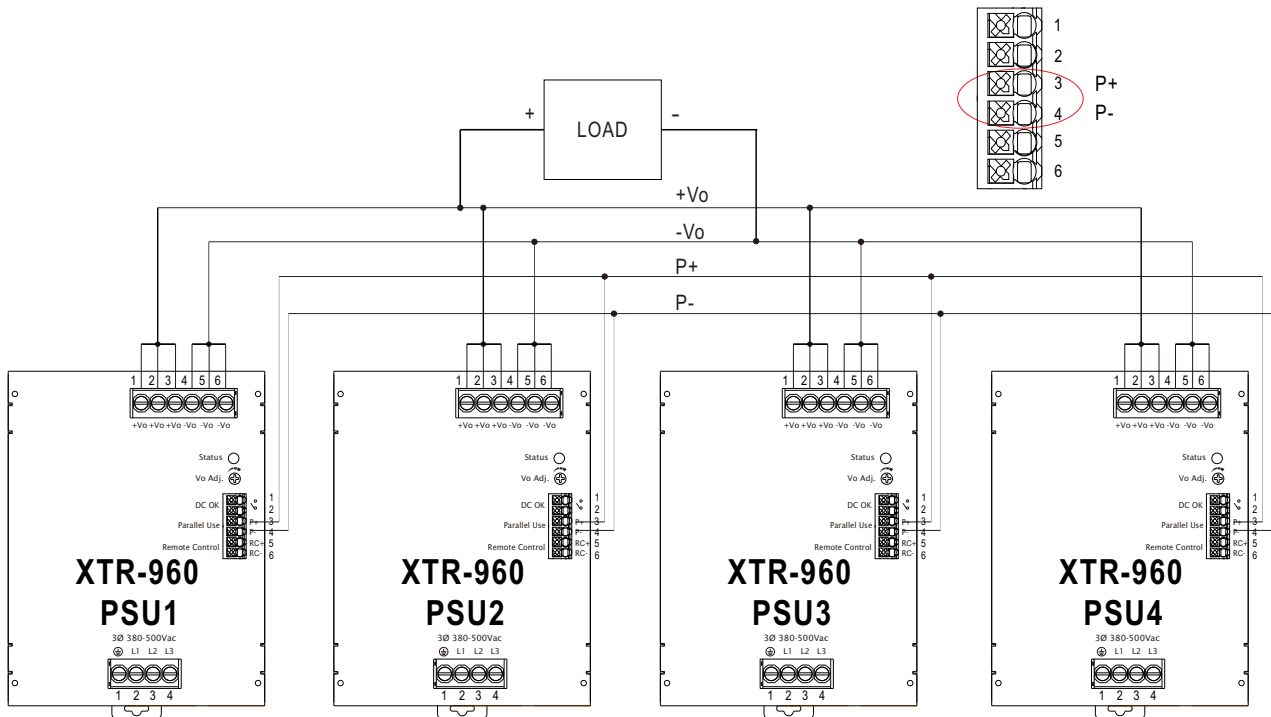 1
2
3 P+
4 P-
5
6
+ LOAD -
+Vo
-Vo
P+
P-
1 2 3 4 5 6
+Vo +Vo +Vo -Vo -Vo -Vo
Status
Vo Adj.
DC OK
1
2
Parallel Use
P+ 3
P- 4
Remote Control
RC+ 5
RC- 6
XTR-960
PSU1
3Ø 380-500Vac
L1 L2 L3
1 2 3 4
1 2 3 4 5 6
+Vo +Vo +Vo -Vo -Vo -Vo
Status
Vo Adj.
DC OK
1
2
Parallel Use
P+ 3
P- 4
Remote Control
RC+ 5
RC- 6
XTR-960
PSU2
3Ø 380-500Vac
L1 L2 L3
1 2 3 4
1 2 3 4 5 6
+Vo +Vo +Vo -Vo -Vo -Vo
Status
Vo Adj.
DC OK
1
2
Parallel Use
P+ 3
P- 4
Remote Control
RC+ 5
RC- 6
XTR-960
PSU3
3Ø 380-500Vac
L1 L2 L3
1 2 3 4
1 2 3 4 5 6
+Vo +Vo +Vo -Vo -Vo -Vo
Status
Vo Adj.
DC OK
1
2
Parallel Use
P+ 3
P- 4
Remote Control
RC+ 5
RC- 6
XTR-960
PSU4
3Ø 380-500Vac
L1 L2 L3
1 2 3 4